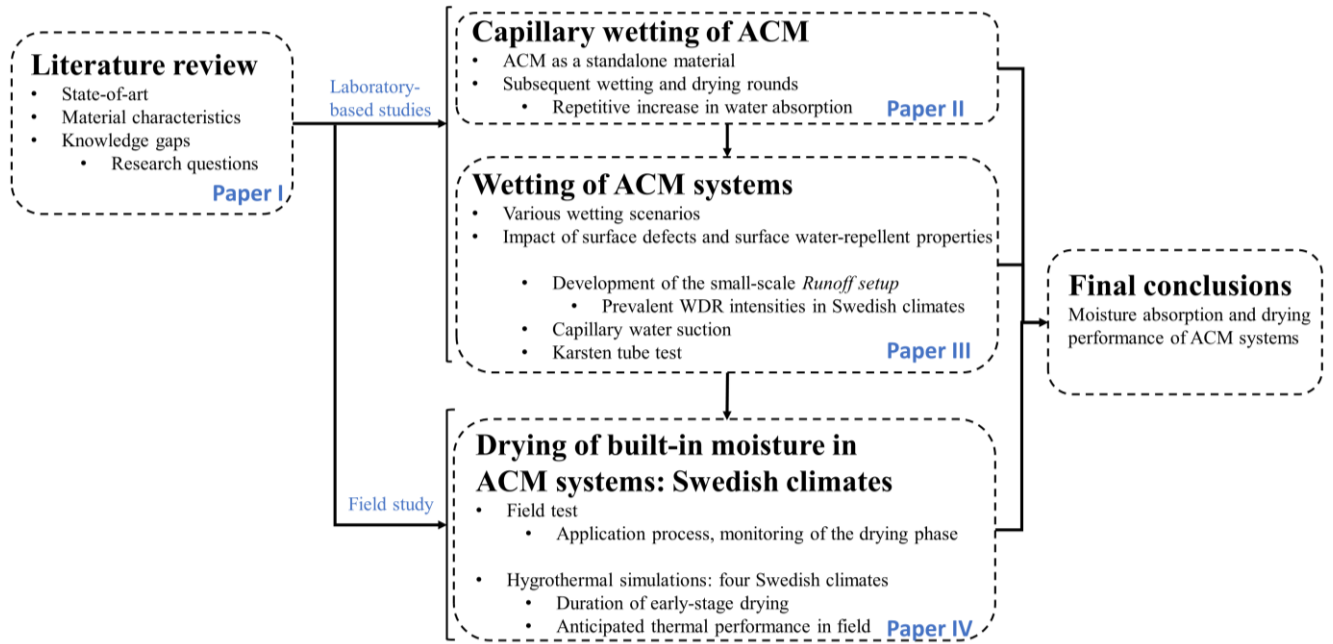 Literature review
• State-of-art
• Material characteristics
• Knowledge gaps
• Research questions
Paper I
Laboratory-
based studies
Capillary wetting of ACM
• ACM as a standalone material
• Subsequent wetting and drying rounds
• Repetitive increase in water absorption
Paper II
Wetting of ACM systems
• Various wetting scenarios
• Impact of surface defects and surface water-repellent properties
• Development of the small-scale Runoff setup
• Prevalent WDR intensities in Swedish climates
• Capillary water suction
• Karsten tube test
Paper III
Field study
Drying of built-in moisture in
ACM systems: Swedish climates
• Field test
• Application process, monitoring of the drying phase
• Hygrothermal simulations: four Swedish climates
• Duration of early-stage drying
• Anticipated thermal performance in field
Paper IV
Final conclusions
Moisture absorption and drying
performance of ACM systems